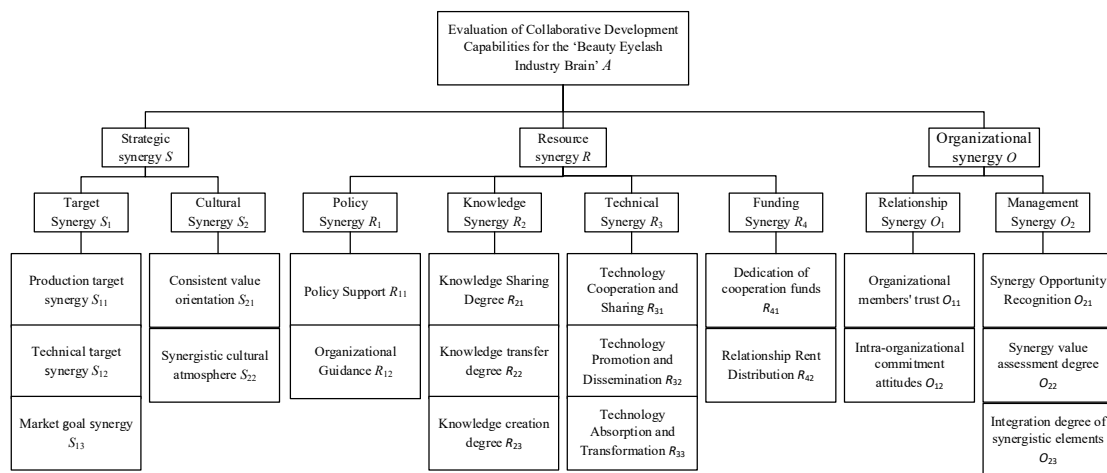 Evaluation of Collaborative Development
Capabilities for the ‘Beauty Eyelash
Industry Brain’ A
Strategic
synergy S
Resource
synergy R
Organizational
synergy O
Target
Synergy S1
Cultural
Synergy S2
Policy
Synergy R1
Knowledge
Synergy R2
Technical
Synergy R3
Funding
Synergy R4
Relationship
Synergy O1
Management
Synergy O2
Production target
synergy S11
Technical target
synergy S12
Market goal synergy
S13
Consistent value
orientation S21
Synergistic cultural
atmosphere S22
Policy Support R11
Organizational
Guidance R12
Knowledge Sharing
Degree R21
Knowledge transfer
degree R22
Knowledge creation
degree R23
Technology
Cooperation and
Sharing R31
Technology
Promotion and
Dissemination R32
Technology
Absorption and
Transformation R33
Dedication of
cooperation funds
R41
Relationship Rent
Distribution R42
Organizational
members' trust O11
Intra-organizational
commitment
attitudes O12
Synergy Opportunity
Recognition O21
Synergy value
assessment degree
O22
Integration degree of
synergistic elements
O23